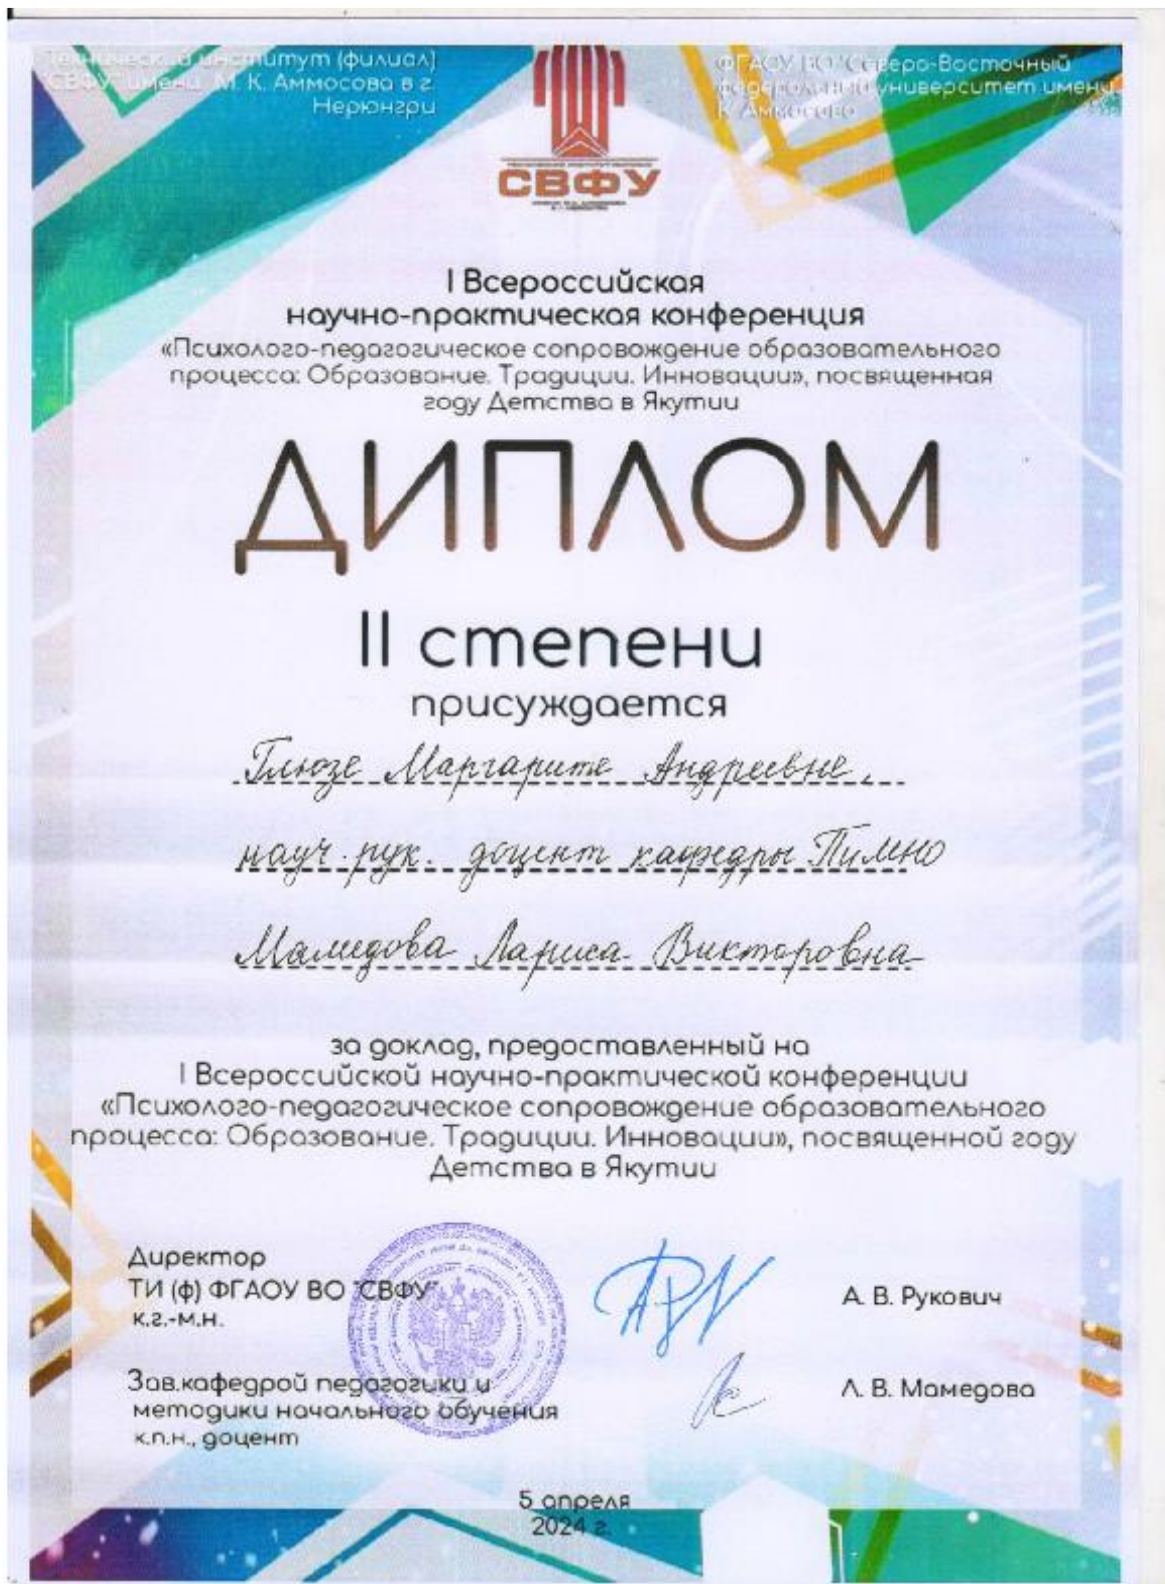 Технический институт (филиал)
"СВФУ" имени М. К. Аммосова в г.
Нерюнгри
ФГАОУ ВО "Северо-Восточный
федеральный университет имени
К. Аммосова
СВФУ
I Всероссийская
научно-практическая конференция
«Психолого-педагогическое сопровождение образовательного
процесса: Образование. Традиции. Инновации», посвященная
году Детства в Якутии
ДИПЛОМ
II степени
присуждается
Глюзе Маргарите Андреевне,
науч. рук. доцент кафедры ПиМНО
Мамедова Лариса Викторовна
за доклад, предоставленный на
I Всероссийской научно-практической конференции
«Психолого-педагогическое сопровождение образовательного
процесса: Образование. Традиции. Инновации», посвященной году
Детства в Якутии
Директор
ТИ (ф) ФГАОУ ВО "СВФУ"
к.г.-м.н.
А. В. Рукович
Зав.кафедрой педагогики и
методики начального обучения
к.п.н., доцент
Л. В. Мамедова
5 апреля
2024 г.